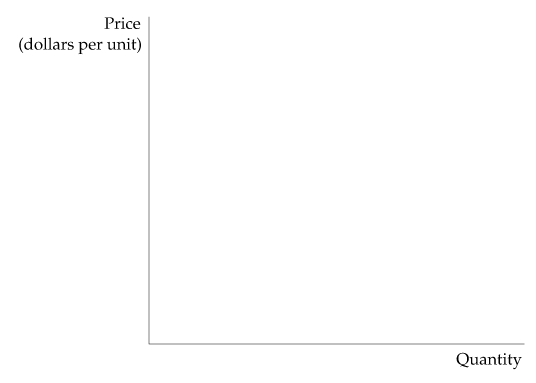 Price
(dollars per unit)
Quantity